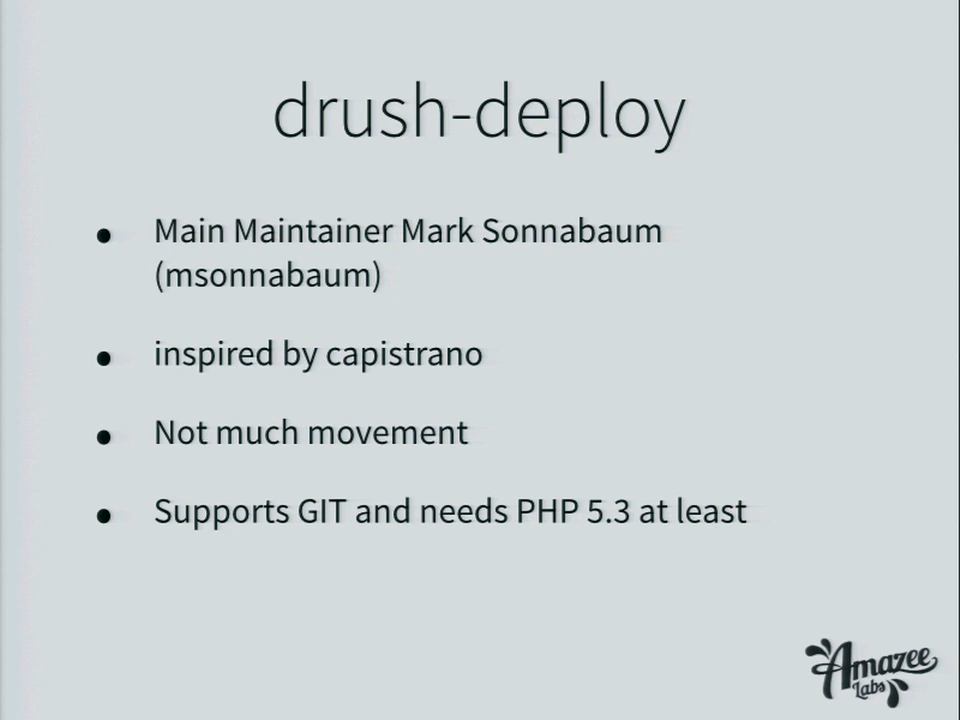 drush-deploy
• Main Maintainer Mark Sonnabaum
(msonnabaum)
• inspired by capistrano
• Not much movement
• Supports GIT and needs PHP 5.3 at least
Amazee
Labs